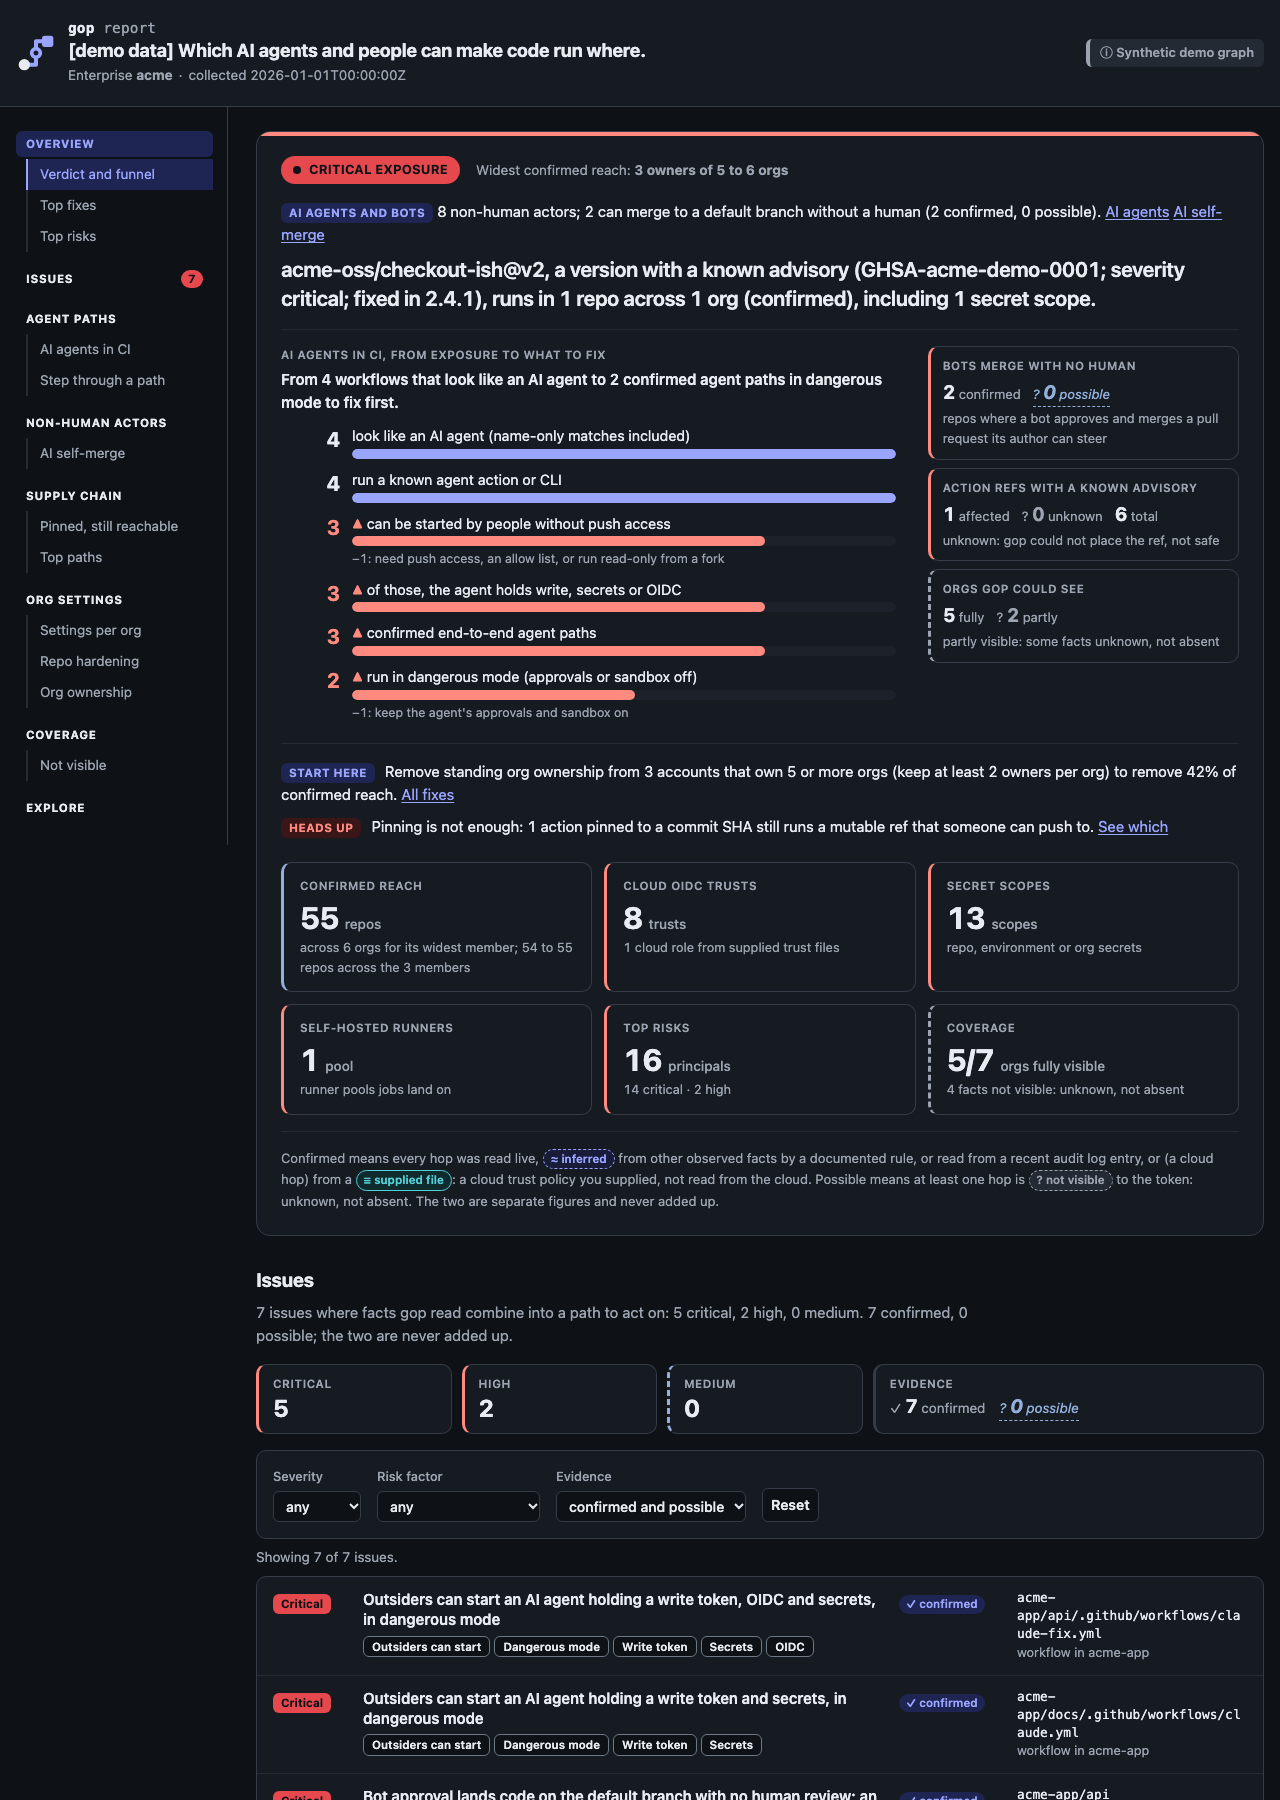 gop report
[demo data] Which AI agents and people can make code run where.
Enterprise acme · collected 2026-01-01T00:00:00Z
ⓘ Synthetic demo graph
OVERVIEW
Verdict and funnel
Top fixes
Top risks
ISSUES 7
AGENT PATHS
AI agents in CI
Step through a path
NON-HUMAN ACTORS
AI self-merge
SUPPLY CHAIN
Pinned, still reachable
Top paths
ORG SETTINGS
Settings per org
Repo hardening
Org ownership
COVERAGE
Not visible
EXPLORE
● CRITICAL EXPOSURE Widest confirmed reach: 3 owners of 5 to 6 orgs
AI AGENTS AND BOTS 8 non-human actors; 2 can merge to a default branch without a human (2 confirmed, 0 possible). AI agents AI self-
merge
acme-oss/checkout-ish@v2, a version with a known advisory (GHSA-acme-demo-0001; severity
critical; fixed in 2.4.1), runs in 1 repo across 1 org (confirmed), including 1 secret scope.
AI AGENTS IN CI, FROM EXPOSURE TO WHAT TO FIX
From 4 workflows that look like an AI agent to 2 confirmed agent paths in dangerous
mode to fix first.
4 look like an AI agent (name-only matches included)
4 run a known agent action or CLI
3 ▲ can be started by people without push access
−1: need push access, an allow list, or run read-only from a fork
3 ▲ of those, the agent holds write, secrets or OIDC
3 ▲ confirmed end-to-end agent paths
2 ▲ run in dangerous mode (approvals or sandbox off)
−1: keep the agent's approvals and sandbox on
BOTS MERGE WITH NO HUMAN
2 confirmed ? 0 possible
repos where a bot approves and merges a pull
request its author can steer
ACTION REFS WITH A KNOWN ADVISORY
1 affected ? 0 unknown 6 total
unknown: gop could not place the ref, not safe
ORGS GOP COULD SEE
5 fully ? 2 partly
partly visible: some facts unknown, not absent
START HERE Remove standing org ownership from 3 accounts that own 5 or more orgs (keep at least 2 owners per org) to remove 42% of
confirmed reach. All fixes
HEADS UP Pinning is not enough: 1 action pinned to a commit SHA still runs a mutable ref that someone can push to. See which
CONFIRMED REACH
55 repos
across 6 orgs for its widest member; 54 to 55
repos across the 3 members
CLOUD OIDC TRUSTS
8 trusts
1 cloud role from supplied trust files
SECRET SCOPES
13 scopes
repo, environment or org secrets
SELF-HOSTED RUNNERS
1 pool
runner pools jobs land on
TOP RISKS
16 principals
14 critical · 2 high
COVERAGE
5/7 orgs fully visible
4 facts not visible: unknown, not absent
Confirmed means every hop was read live, ≈ inferred from other observed facts by a documented rule, or read from a recent audit log entry, or (a cloud
hop) from a ≡ supplied file: a cloud trust policy you supplied, not read from the cloud. Possible means at least one hop is ? not visible to the token:
unknown, not absent. The two are separate figures and never added up.
Issues
7 issues where facts gop read combine into a path to act on: 5 critical, 2 high, 0 medium. 7 confirmed, 0
possible; the two are never added up.
CRITICAL
5
HIGH
2
MEDIUM
0
EVIDENCE
✓ 7 confirmed ? 0 possible
Severity
any
Risk factor
any
Evidence
confirmed and possible
Reset
Showing 7 of 7 issues.
Critical
Outsiders can start an AI agent holding a write token, OIDC and secrets,
in dangerous mode
Outsiders can start Dangerous mode Write token Secrets OIDC
✓ confirmed
acme-
app/api/.github/workflows/cla
ude-fix.yml
workflow in acme-app
Critical
Outsiders can start an AI agent holding a write token and secrets, in
dangerous mode
Outsiders can start Dangerous mode Write token Secrets
✓ confirmed
acme-
app/docs/.github/workflows/cl
aude.yml
workflow in acme-app
Critical
Bot approval lands code on the default branch with no human review: an
✓ confirmed
acme-app/api